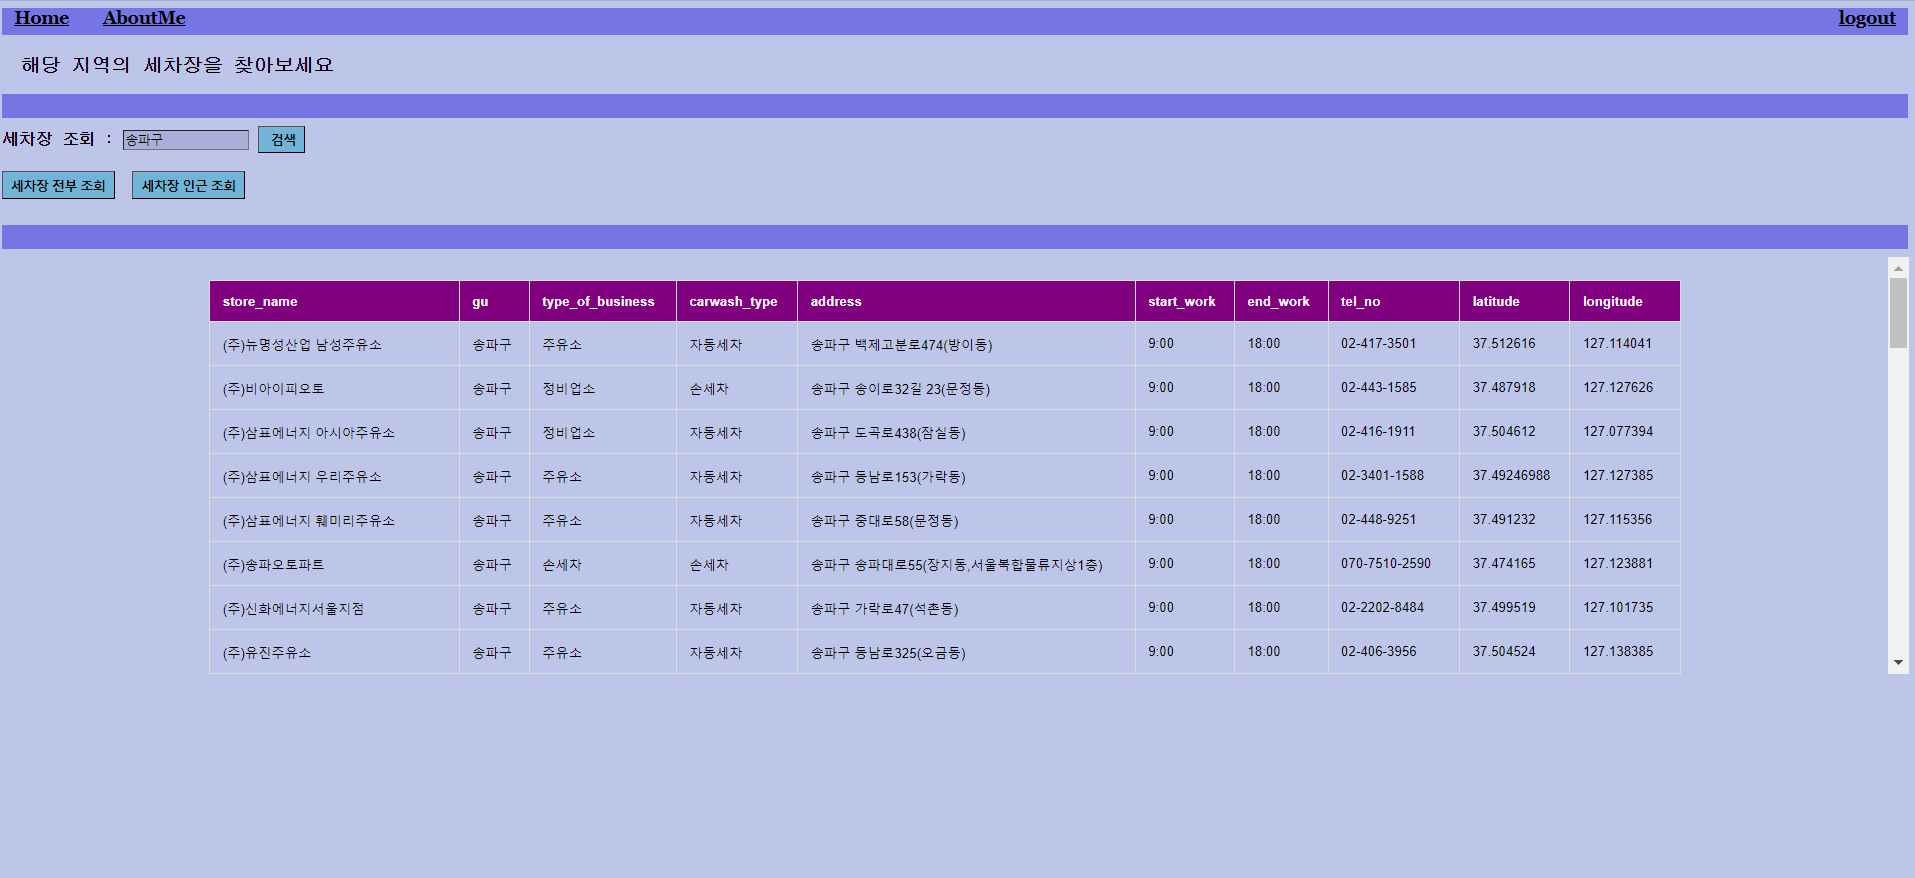 Home AboutMe logout
해당 지역의 세차장을 찾아보세요
세차장 조회 : 송파구 검색
세차장 전부 조회 세차장 인근 조회
store_name gu type_of_business carwash_type address start_work end_work tel_no latitude longitude
(주)뉴명성산업 남성주유소 송파구 주유소 자동세차 송파구 백제고분로474(방이동) 9:00 18:00 02-417-3501 37.512616 127.114041
(주)비아이피오토 송파구 정비업소 손세차 송파구 송이로32길 23(문정동) 9:00 18:00 02-443-1585 37.487918 127.127626
(주)삼표에너지 아시아주유소 송파구 정비업소 자동세차 송파구 도곡로438(잠실동) 9:00 18:00 02-416-1911 37.504612 127.077394
(주)삼표에너지 우리주유소 송파구 주유소 자동세차 송파구 동남로153(가락동) 9:00 18:00 02-3401-1588 37.49246988 127.127385
(주)삼표에너지 훼미리주유소 송파구 주유소 자동세차 송파구 중대로58(문정동) 9:00 18:00 02-448-9251 37.491232 127.115356
(주)송파오토파트 송파구 손세차 손세차 송파구 송파대로55(장지동,서울복합물류지상1층) 9:00 18:00 070-7510-2590 37.474165 127.123881
(주)신화에너지서울지점 송파구 주유소 자동세차 송파구 가락로47(석촌동) 9:00 18:00 02-2202-8484 37.499519 127.101735
(주)유진주유소 송파구 주유소 자동세차 송파구 동남로325(오금동) 9:00 18:00 02-406-3956 37.504524 127.138385